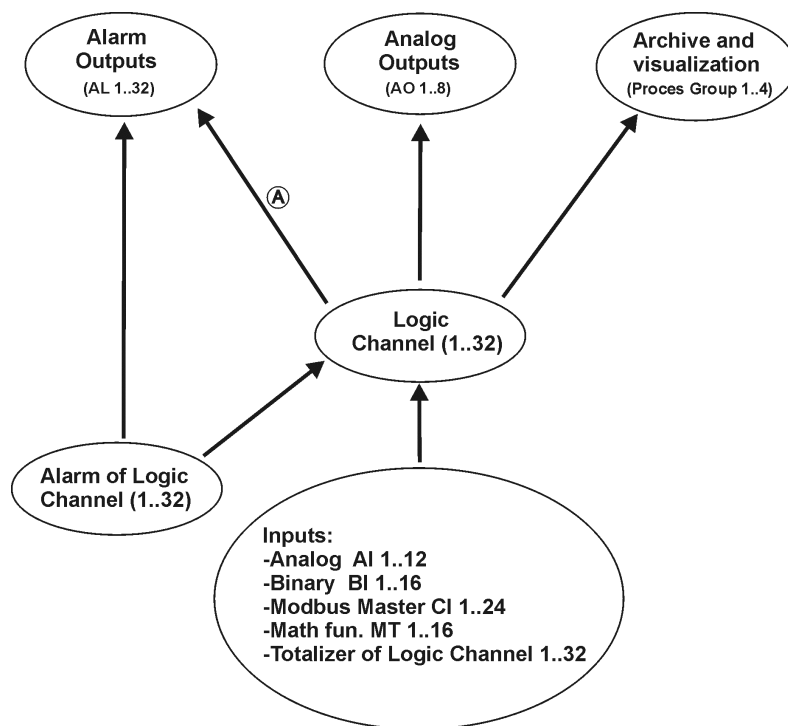 Alarm
Outputs
(AL 1..32)
Analog
Outputs
(AO 1..8)
Archive and
visualization
(Proces Group 1..4)
A
Logic
Channel (1..32)
Alarm of Logic
Channel (1..32)
Inputs:
-Analog AI 1..12
-Binary BI 1..16
-Modbus Master CI 1..24
-Math fun. MT 1..16
-Totalizer of Logic Channel 1..32